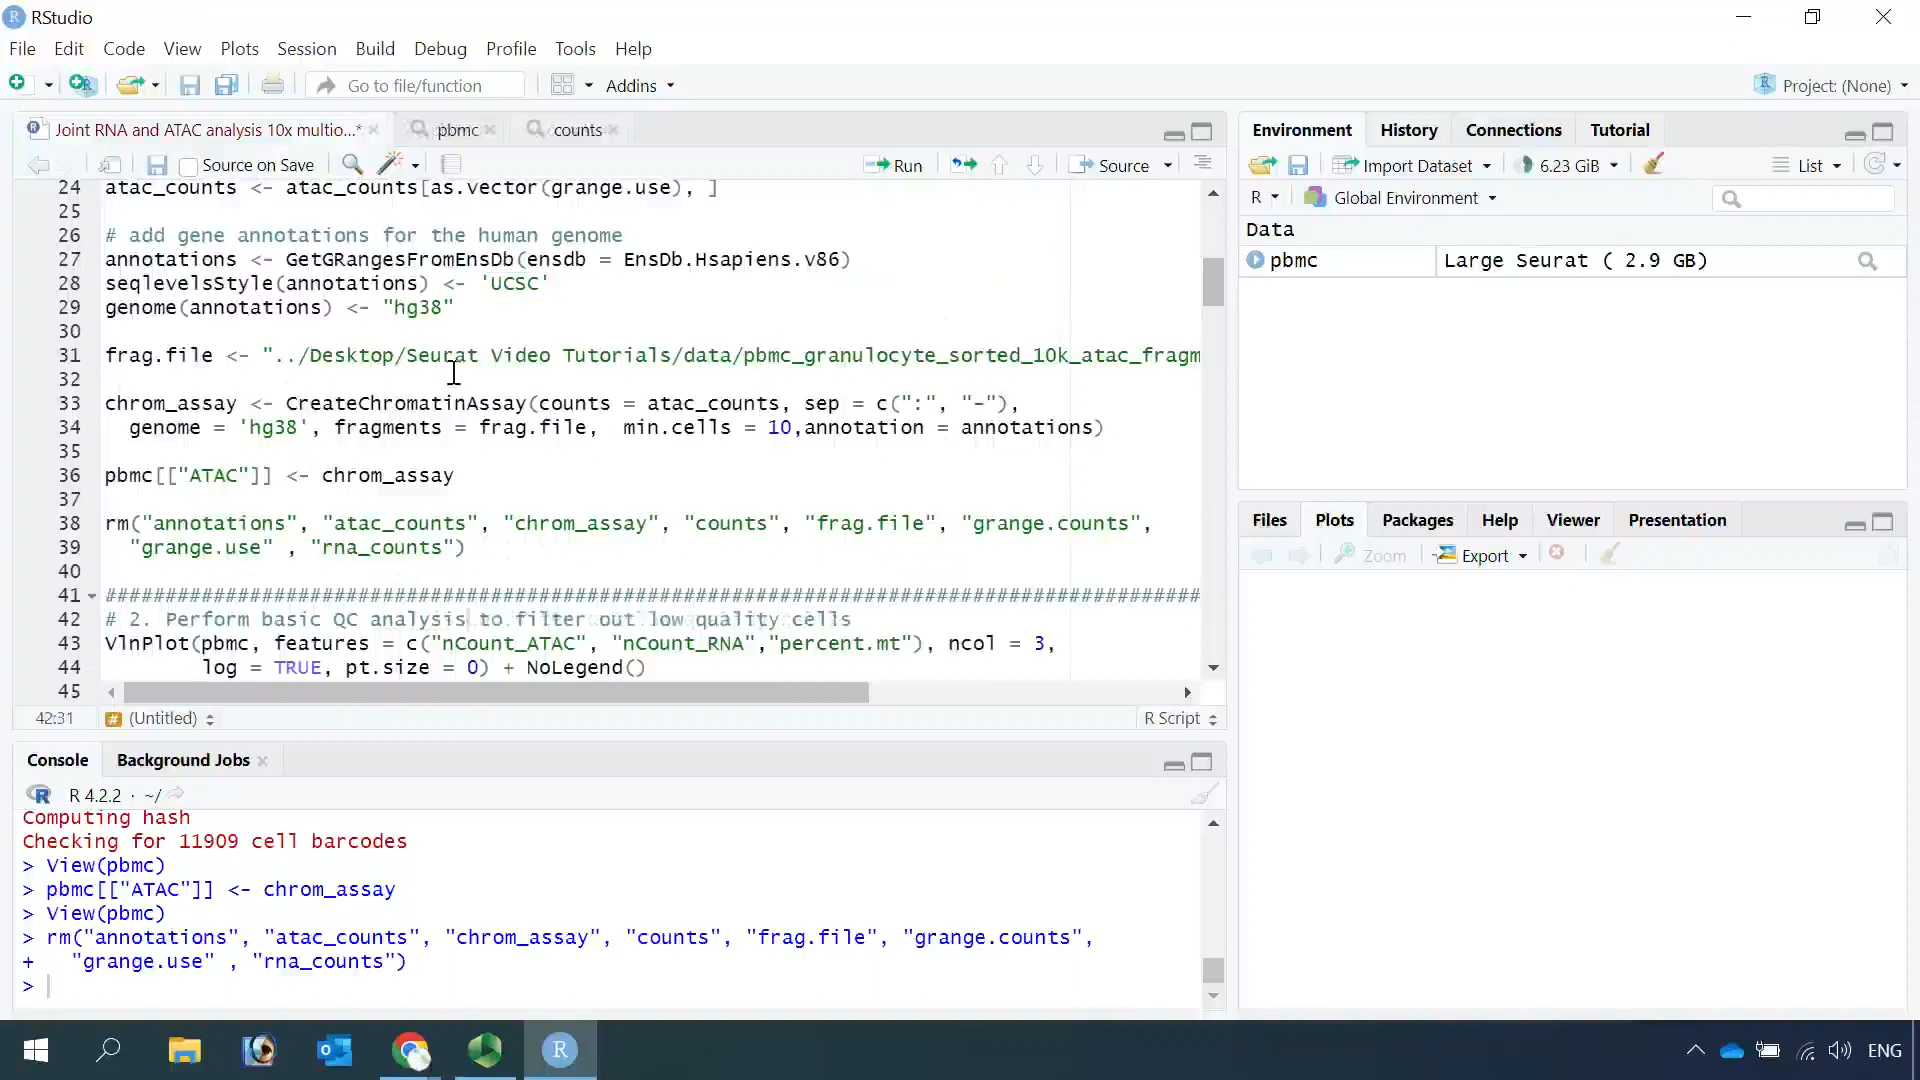 RStudio
File Edit Code View Plots Session Build Debug Profile Tools Help
Go to file/function Addins Project: (None)
Joint RNA and ATAC analysis 10x multio...* pbmc counts
Source on Save Run Source
24 atac_counts <- atac_counts[as.vector(grange.use), ]
25
26 # add gene annotations for the human genome
27 annotations <- GetGRangesFromEnsDb(ensdb = EnsDb.Hsapiens.v86)
28 seqlevelsStyle(annotations) <- 'UCSC'
29 genome(annotations) <- "hg38"
30
31 frag.file <- "../Desktop/Seurat Video Tutorials/data/pbmc_granulocyte_sorted_10k_atac_fragm
32
33 chrom_assay <- CreateChromatinAssay(counts = atac_counts, sep = c(":", "-"),
34 genome = 'hg38', fragments = frag.file, min.cells = 10,annotation = annotations)
35
36 pbmc[["ATAC"]] <- chrom_assay
37
38 rm("annotations", "atac_counts", "chrom_assay", "counts", "frag.file", "grange.counts",
39 "grange.use" , "rna_counts")
40
41 ###########################################################################################
42 # 2. Perform basic QC analysis to filter out low quality cells
43 VlnPlot(pbmc, features = c("nCount_ATAC", "nCount_RNA","percent.mt"), ncol = 3,
44 log = TRUE, pt.size = 0) + NoLegend()
45
42:31 # (Untitled) R Script
Console Background Jobs
R 4.2.2 · ~/
Computing hash
Checking for 11909 cell barcodes
> View(pbmc)
> pbmc[["ATAC"]] <- chrom_assay
> View(pbmc)
> rm("annotations", "atac_counts", "chrom_assay", "counts", "frag.file", "grange.counts",
+ "grange.use" , "rna_counts")
>
Environment History Connections Tutorial
Import Dataset 6.23 GiB List
R Global Environment
Data
pbmc Large Seurat ( 2.9 GB)
Files Plots Packages Help Viewer Presentation
Zoom Export
ENG